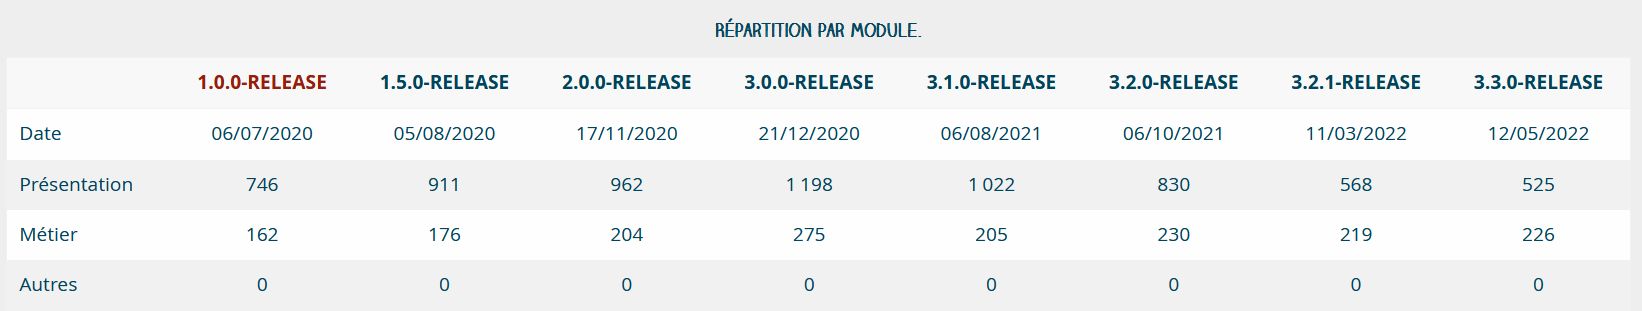 RÉPARTITION PAR MODULE.
1.0.0-RELEASE 1.5.0-RELEASE 2.0.0-RELEASE 3.0.0-RELEASE 3.1.0-RELEASE 3.2.0-RELEASE 3.2.1-RELEASE 3.3.0-RELEASE
Date 06/07/2020 05/08/2020 17/11/2020 21/12/2020 06/08/2021 06/10/2021 11/03/2022 12/05/2022
Présentation 746 911 962 1 198 1 022 830 568 525
Métier 162 176 204 275 205 230 219 226
Autres 0 0 0 0 0 0 0 0